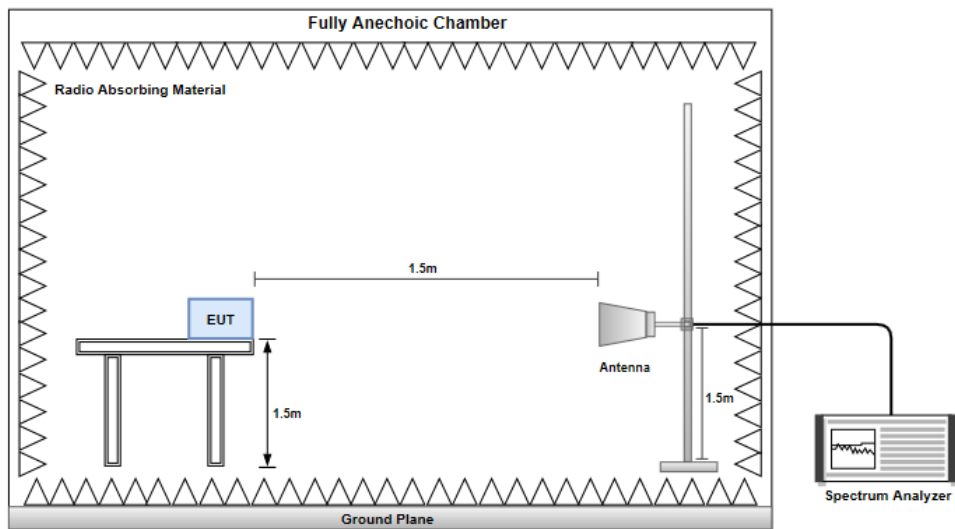 Fully Anechoic Chamber
Radio Absorbing Material
1.5m
EUT
Antenna
1.5m
1.5m
Spectrum Analyzer
Ground Plane